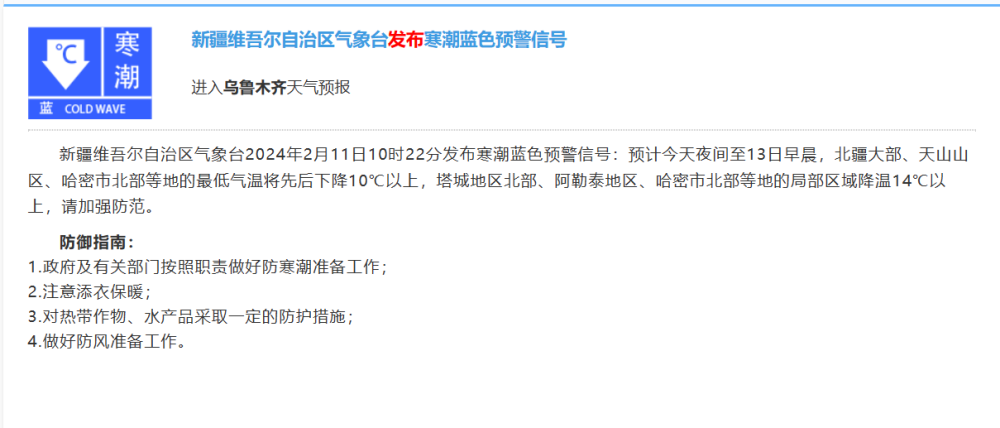 ℃
寒潮
蓝 COLD WAVE
新疆维吾尔自治区气象台发布寒潮蓝色预警信号
进入乌鲁木齐天气预报
新疆维吾尔自治区气象台2024年2月11日10时22分发布寒潮蓝色预警信号：预计今天夜间至13日早晨，北疆大部、天山山
区、哈密市北部等地的最低气温将先后下降10℃以上，塔城地区北部、阿勒泰地区、哈密市北部等地的局部区域降温14℃以
上，请加强防范。
防御指南：
1.政府及有关部门按照职责做好防寒潮准备工作；
2.注意添衣保暖；
3.对热带作物、水产品采取一定的防护措施；
4.做好防风准备工作。